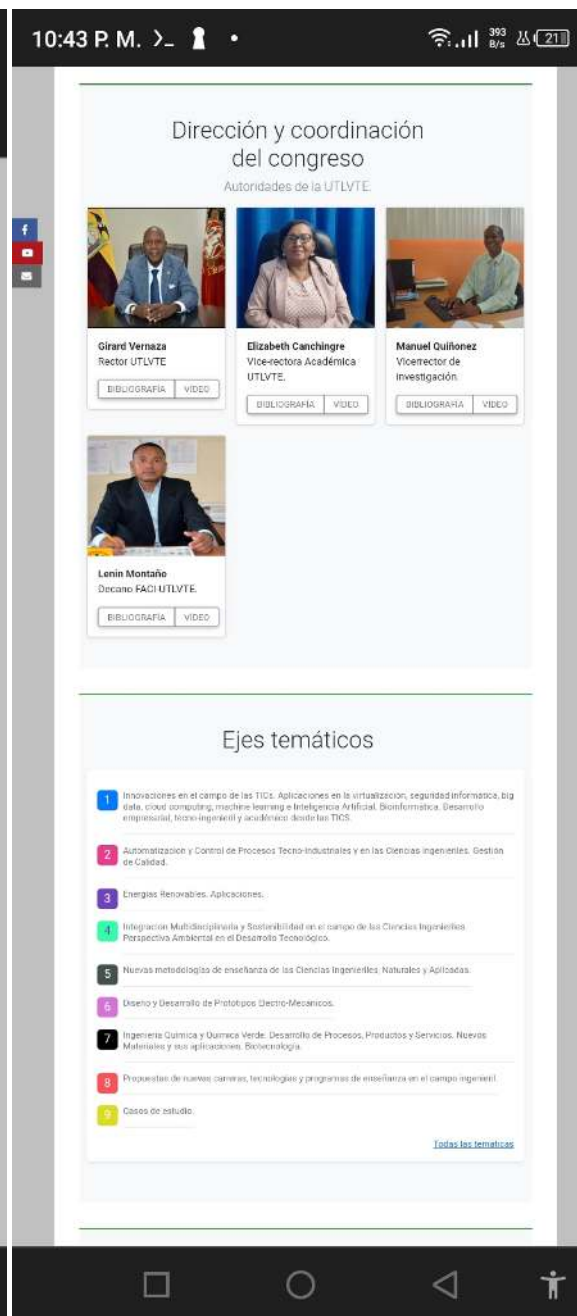 10:43 P. M.
393
B/s
21
Dirección y coordinación
del congreso
Autoridades de la UTLVTE.
Girard Vernaza
Rector UTLVTE
BIBLIOGRAFÍA VIDEO
Elizabeth Canchingre
Vice-rectora Académica
UTLVTE.
BIBLIOGRAFÍA VIDEO
Manuel Quiñonez
Vicerrector de
investigación.
BIBLIOGRAFÍA VIDEO
Lenin Montaño
Decano FACI-UTLVTE.
BIBLIOGRAFÍA VIDEO
Ejes temáticos
1 Innovaciones en el campo de las TICs. Aplicaciones en la virtualización, seguridad informática, big
data, cloud computing, machine learning e Inteligencia Artificial. Bioinformática. Desarrollo
empresarial, tecno-ingenieril y académico desde las TICS.
2 Automatización y Control de Procesos Tecno-Industriales y en las Ciencias Ingenieriles. Gestión
de Calidad.
3 Energías Renovables. Aplicaciones.
4 Integración Multidisciplinaria y Sostenibilidad en el campo de las Ciencias Ingenieriles.
Perspectiva Ambiental en el Desarrollo Tecnológico.
5 Nuevas metodologías de enseñanza de las Ciencias Ingenieriles, Naturales y Aplicadas.
6 Diseño y Desarrollo de Prototipos Electro-Mecánicos.
7 Ingeniería Química y Química Verde. Desarrollo de Procesos, Productos y Servicios. Nuevos
Materiales y sus aplicaciones. Biotecnología.
8 Propuestas de nuevas carreras, tecnologías y programas de enseñanza en el campo ingenieril.
9 Casos de estudio.
Todas las tematicas